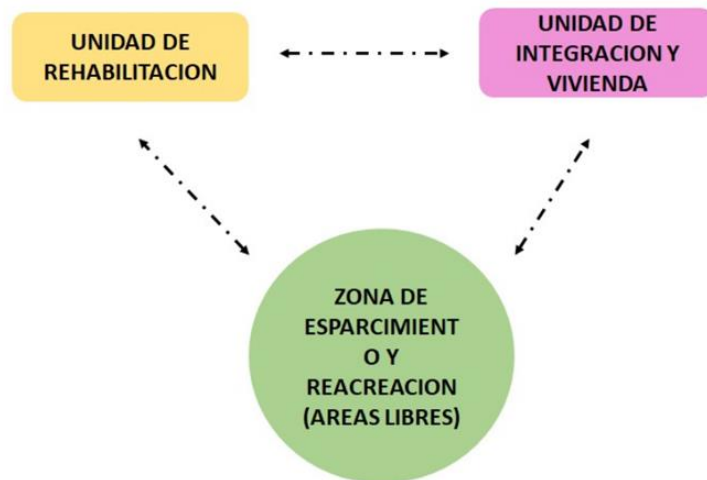 UNIDAD DE
REHABILITACION
UNIDAD DE
INTEGRACION Y
VIVIENDA
ZONA DE
ESPARCIMIENT
O Y
REACREACION
(AREAS LIBRES)